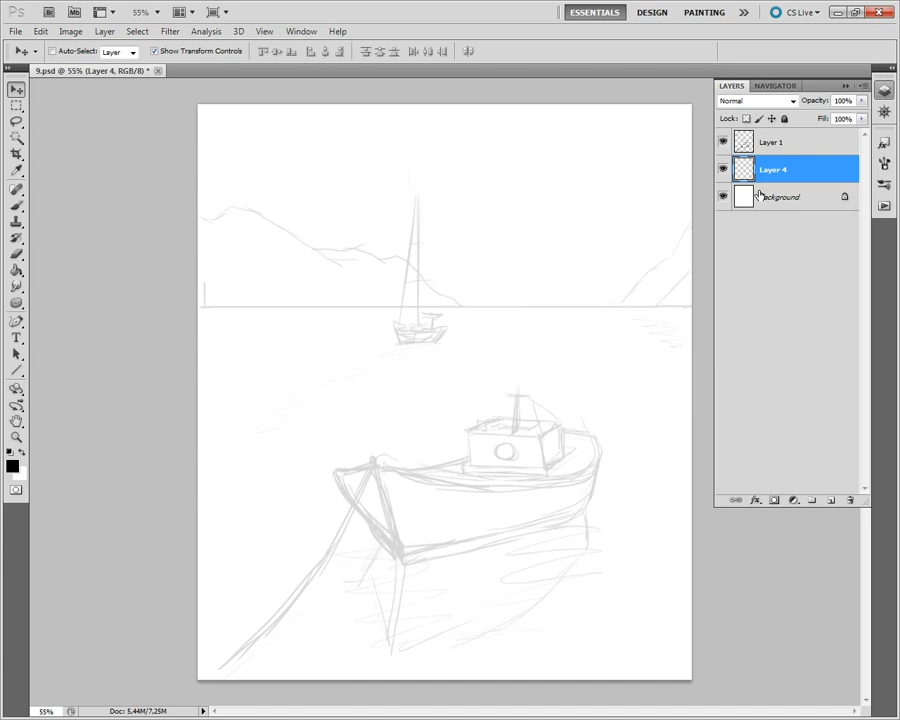 Ps Br Mb 55% ESSENTIALS DESIGN PAINTING CS Live
File Edit Image Layer Select Filter Analysis 3D View Window Help
Auto-Select: Layer Show Transform Controls
9.psd @ 55% (Layer 4, RGB/8) *
LAYERS NAVIGATOR
Normal Opacity: 100%
Lock: Fill: 100%
Layer 1
Layer 4
ackground
T
fx
55% Doc: 5,44M/7,25M